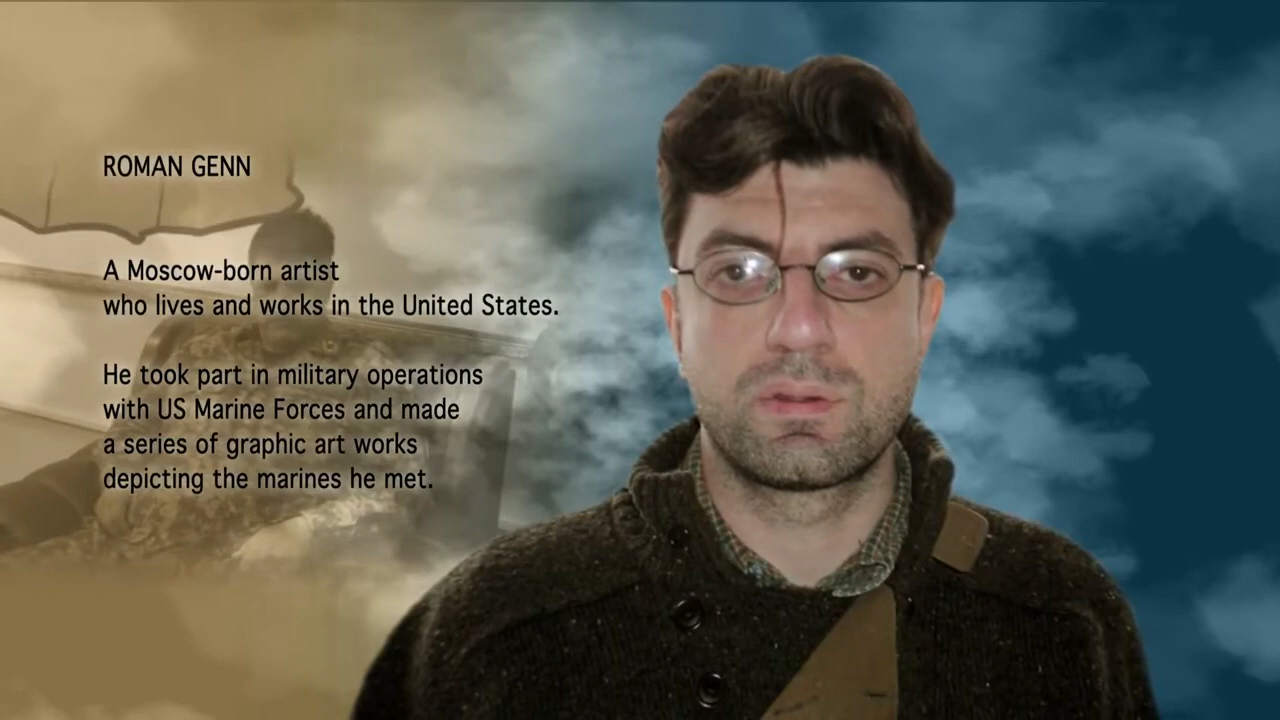 ROMAN GENN
A Moscow-born artist
who lives and works in the United States.
He took part in military operations
with US Marine Forces and made
a series of graphic art works
depicting the marines he met.